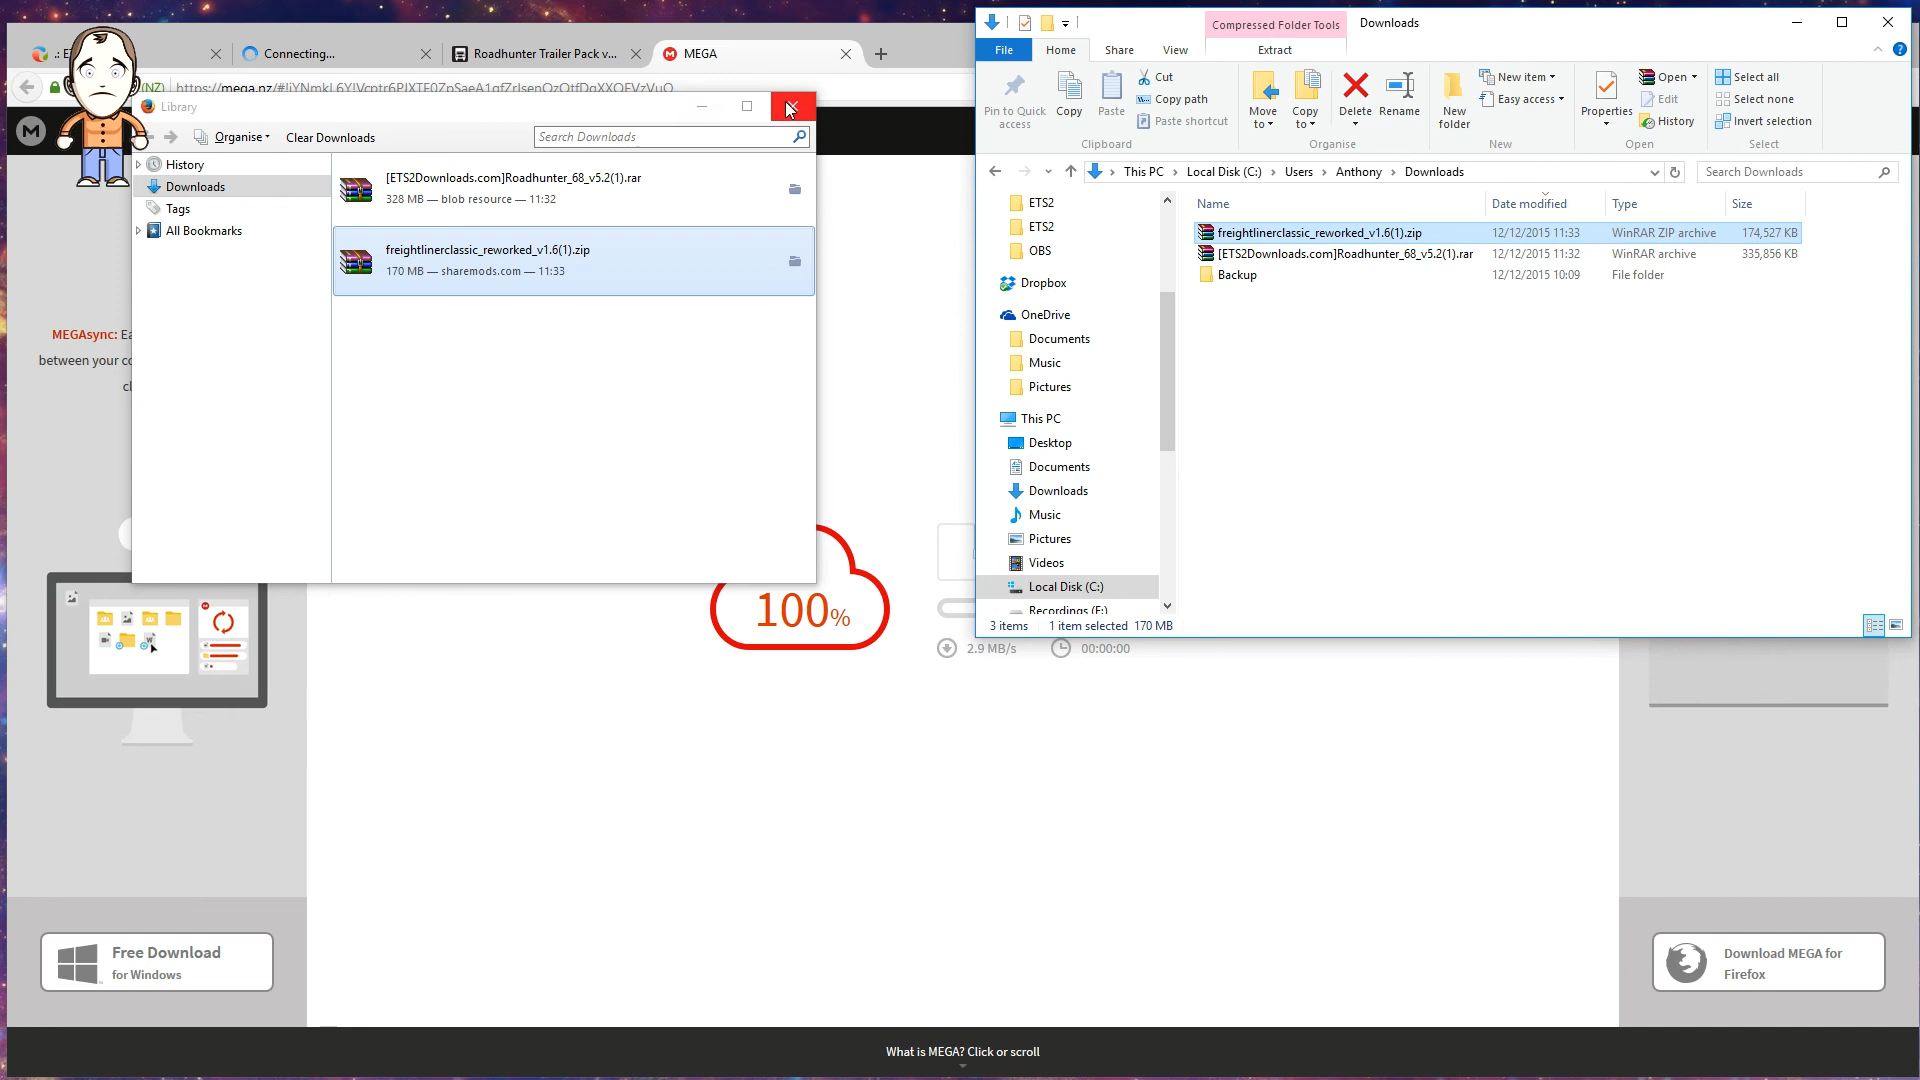 Connecting...
Roadhunter Trailer Pack v...
MEGA
(NZ)
Library
Organise
Clear Downloads
Search Downloads
History
Downloads
Tags
All Bookmarks
[ETS2Downloads.com]Roadhunter_68_v5.2(1).rar
328 MB — blob resource — 11:32
freightlinerclassic_reworked_v1.6(1).zip
170 MB — sharemods.com — 11:33
MEGAsync:
between your
100%
2.9 MB/s
00:00:00
Free Download
for Windows
Download MEGA for
Firefox
What is MEGA? Click or scroll
Compressed Folder Tools
Downloads
File
Home
Share
View
Extract
Pin to Quick
access
Copy
Paste
Cut
Copy path
Paste shortcut
Clipboard
Move
to
Copy
to
Delete
Rename
Organise
New
folder
New item
Easy access
New
Properties
Open
Edit
History
Open
Select all
Select none
Invert selection
Select
This PC
Local Disk (C:)
Users
Anthony
Downloads
Search Downloads
ETS2
ETS2
OBS
Dropbox
OneDrive
Documents
Music
Pictures
This PC
Desktop
Documents
Downloads
Music
Pictures
Videos
Local Disk (C:)
Recordings (E:)
Name
Date modified
Type
Size
freightlinerclassic_reworked_v1.6(1).zip
12/12/2015 11:33
WinRAR ZIP archive
174,527 KB
[ETS2Downloads.com]Roadhunter_68_v5.2(1).rar
12/12/2015 11:32
WinRAR archive
335,856 KB
Backup
12/12/2015 10:09
File folder
3 items
1 item selected 170 MB